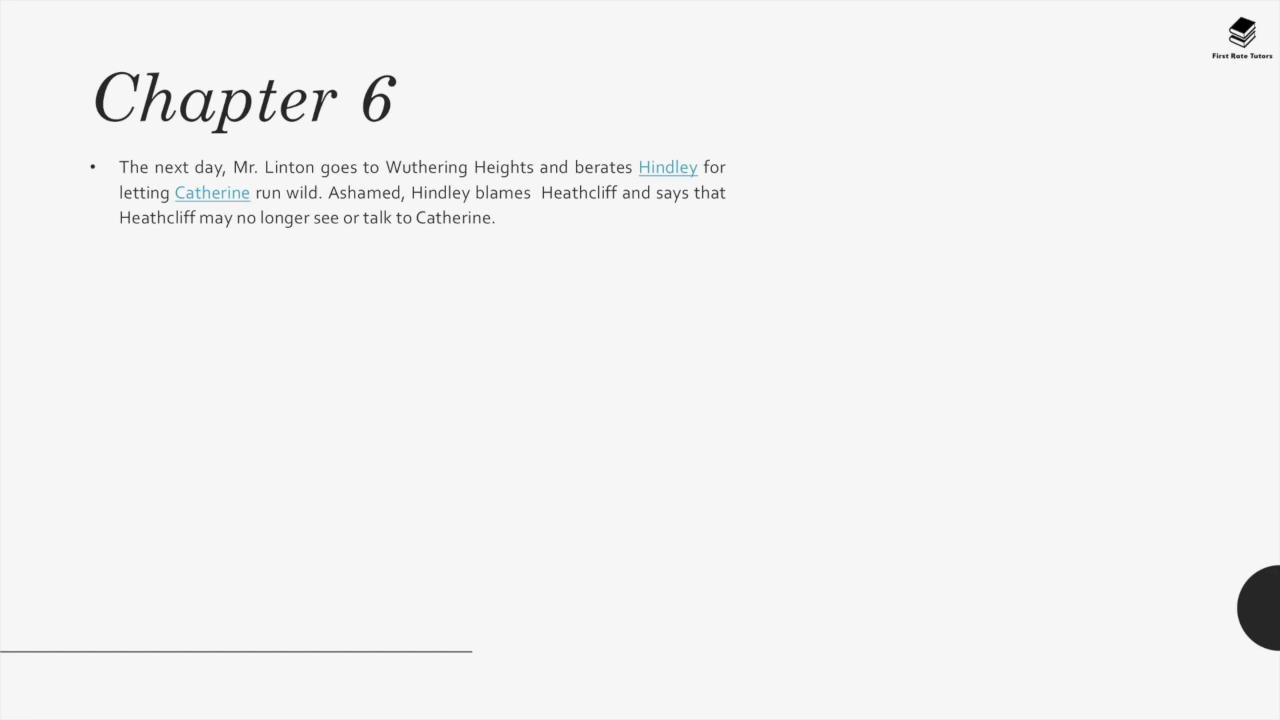 First Rate Tutors
Chapter 6
• The next day, Mr. Linton goes to Wuthering Heights and berates Hindley for
letting Catherine run wild. Ashamed, Hindley blames  Heathcliff and says that
Heathcliff may no longer see or talk to Catherine.